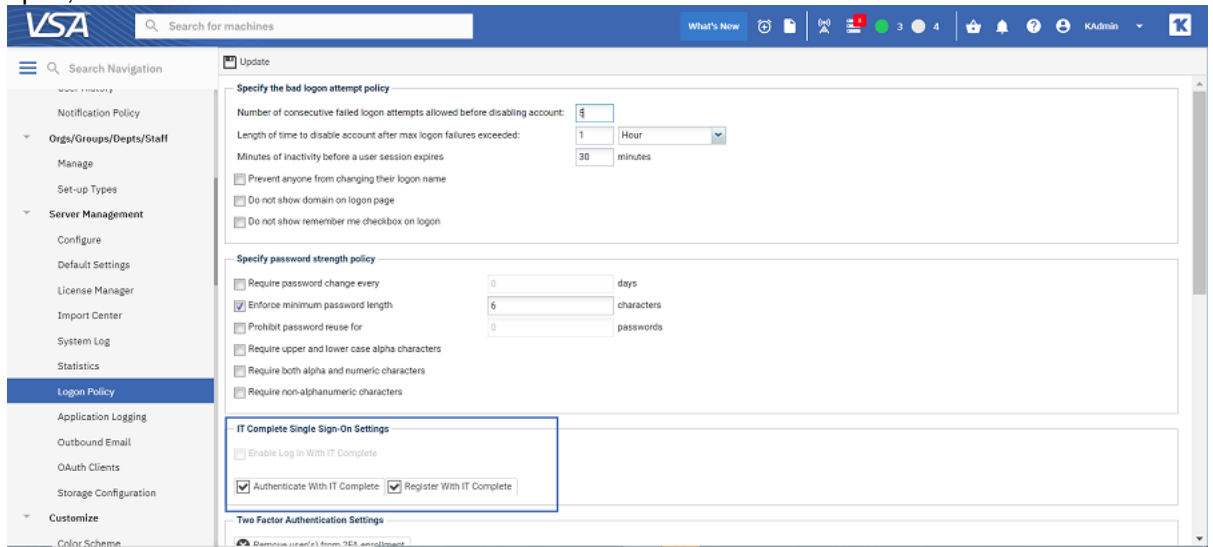 VSA
Search for machines
What's New
3
4
KAdmin
K
Search Navigation
Update
User History
Notification Policy
Orgs/Groups/Depts/Staff
Manage
Set-up Types
Server Management
Configure
Default Settings
License Manager
Import Center
System Log
Statistics
Logon Policy
Application Logging
Outbound Email
OAuth Clients
Storage Configuration
Customize
Color Scheme
Specify the bad logon attempt policy
Number of consecutive failed logon attempts allowed before disabling account: 5
Length of time to disable account after max logon failures exceeded: 1 Hour
Minutes of inactivity before a user session expires 30 minutes
Prevent anyone from changing their logon name
Do not show domain on logon page
Do not show remember me checkbox on logon
Specify password strength policy
Require password change every 0 days
Enforce minimum password length 6 characters
Prohibit password reuse for 0 passwords
Require upper and lower case alpha characters
Require both alpha and numeric characters
Require non-alphanumeric characters
IT Complete Single Sign-On Settings
Enable Log In With IT Complete
Authenticate With IT Complete Register With IT Complete
Two Factor Authentication Settings
Remove user(s) from 2FA enrollment